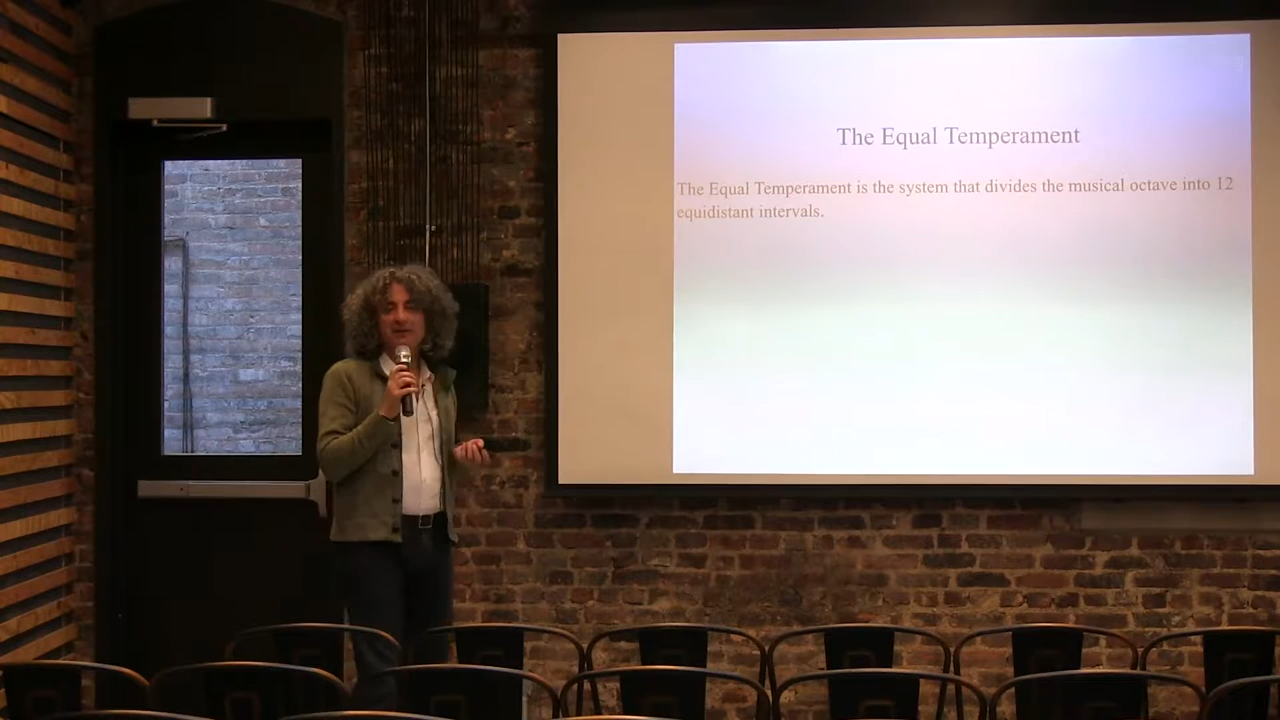 The Equal Temperament
The Equal Temperament is the system that divides the musical octave into 12
equidistant intervals.